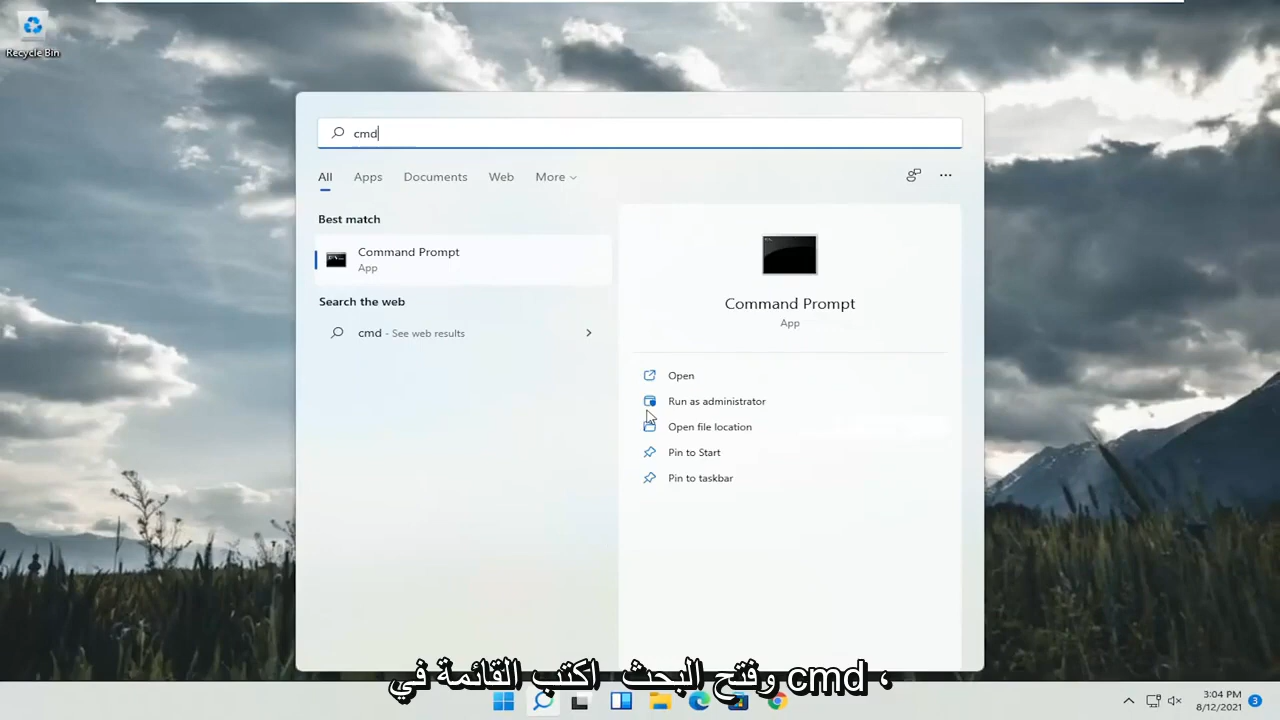 Recycle Bin
cmd
All Apps Documents Web More
Best match
Command Prompt
App
Search the web
cmd - See web results
Command Prompt
App
Open
Run as administrator
Open file location
Pin to Start
Pin to taskbar
وفتح البحث اكتب القائمة في cmd ،
3:04 PM
8/12/2021
3